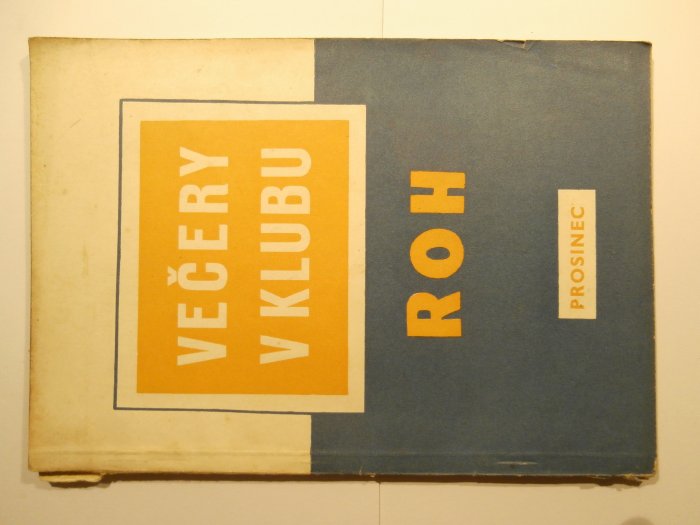 VEČERY
V KLUBU
ROH
PROSINEC